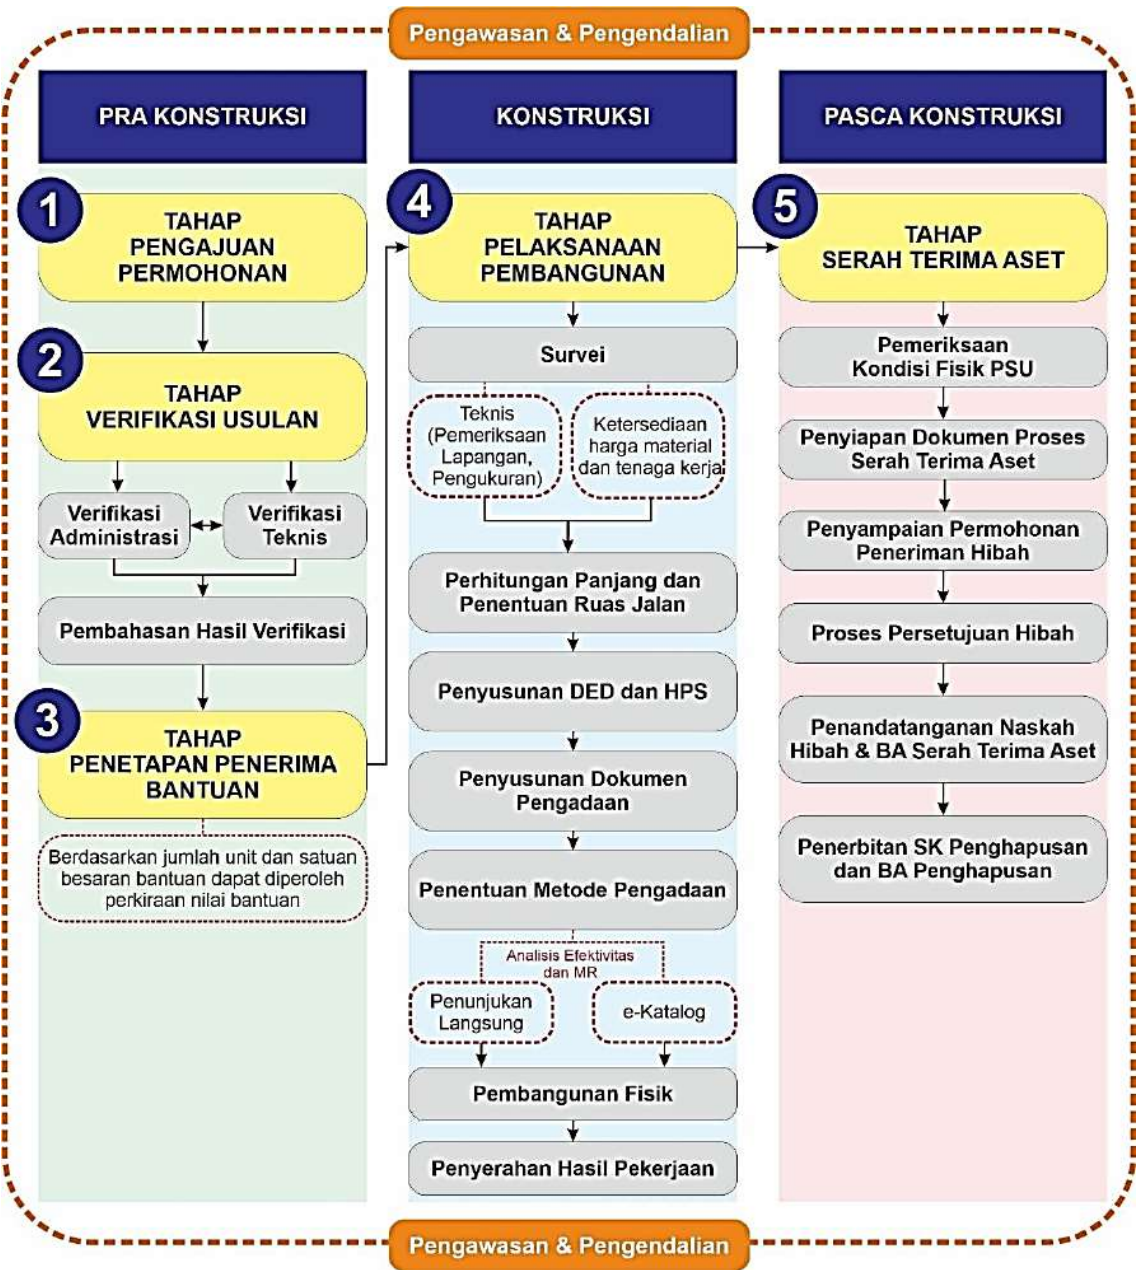 Pengawasan & Pengendalian
PRA KONSTRUKSI
1
TAHAP
PENGAJUAN
PERMOHONAN
2
TAHAP
VERIFIKASI USULAN
Verifikasi
Administrasi
Verifikasi
Teknis
Pembahasan Hasil Verifikasi
3
TAHAP
PENETAPAN PENERIMA
BANTUAN
Berdasarkan jumlah unit dan satuan
besaran bantuan dapat diperoleh
perkiraan nilai bantuan
KONSTRUKSI
4
TAHAP
PELAKSANAAN
PEMBANGUNAN
Survei
Teknis
(Pemeriksaan
Lapangan,
Pengukuran)
Ketersediaan
harga material
dan tenaga kerja
Perhitungan Panjang dan
Penentuan Ruas Jalan
Penyusunan DED dan HPS
Penyusunan Dokumen
Pengadaan
Penentuan Metode Pengadaan
Analisis Efektivitas
dan MR
Penunjukan
Langsung
e-Katalog
Pembangunan Fisik
Penyerahan Hasil Pekerjaan
PASCA KONSTRUKSI
5
TAHAP
SERAH TERIMA ASET
Pemeriksaan
Kondisi Fisik PSU
Penyiapan Dokumen Proses
Serah Terima Aset
Penyampaian Permohonan
Peneriman Hibah
Proses Persetujuan Hibah
Penandatanganan Naskah
Hibah & BA Serah Terima Aset
Penerbitan SK Penghapusan
dan BA Penghapusan
Pengawasan & Pengendalian